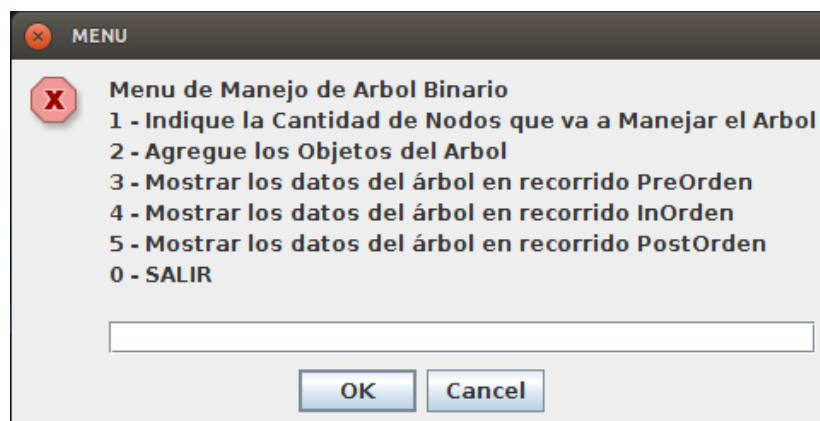 MENU
Menu de Manejo de Arbol Binario
1 - Indique la Cantidad de Nodos que va a Manejar el Arbol
2 - Agregue los Objetos del Arbol
3 - Mostrar los datos del árbol en recorrido PreOrden
4 - Mostrar los datos del árbol en recorrido InOrden
5 - Mostrar los datos del árbol en recorrido PostOrden
0 - SALIR
OK Cancel